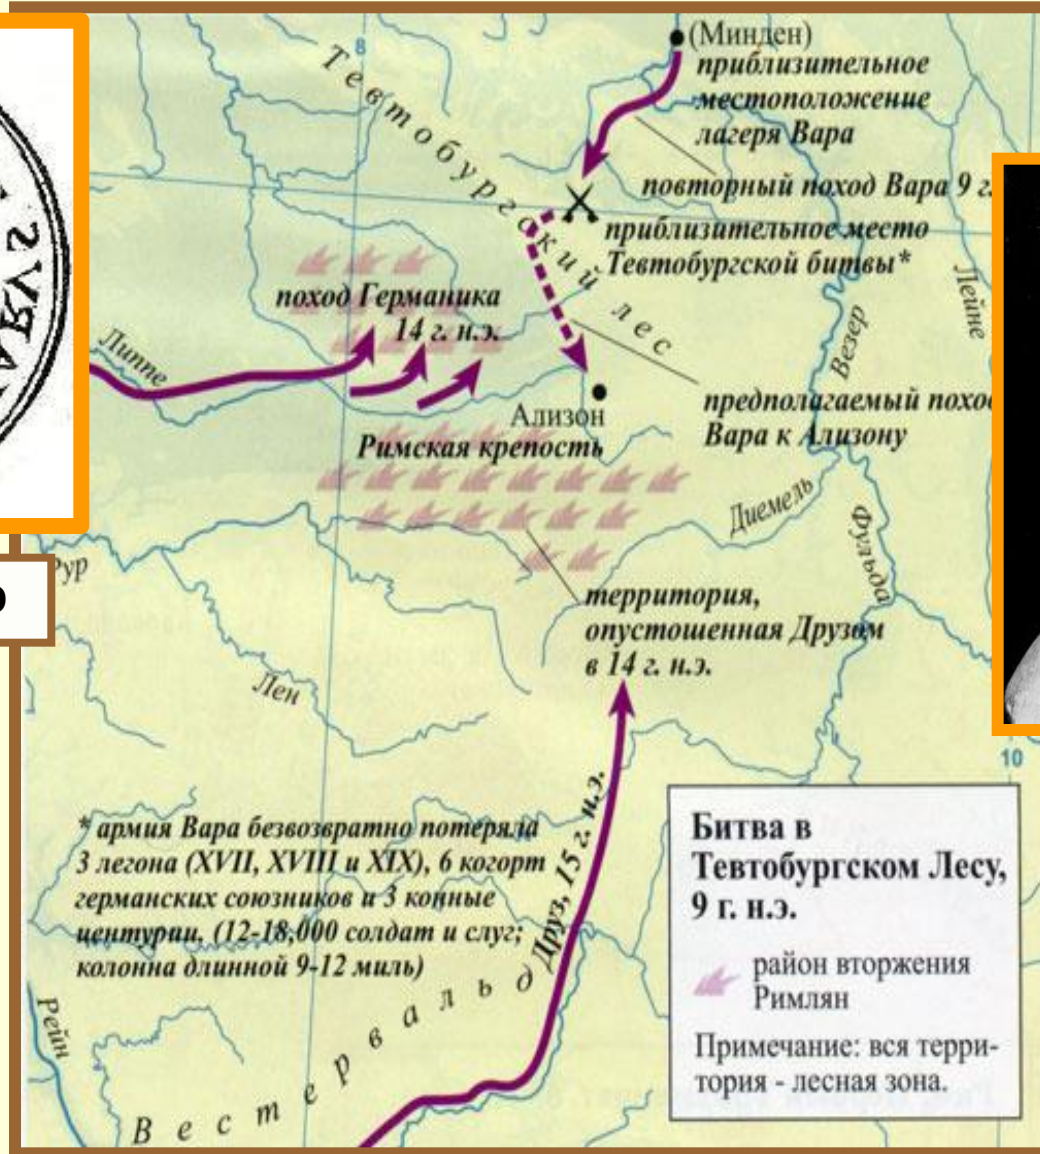 8
(Минден)
приблизительное
местоположение
лагеря Вара
повторный поход Вара 9 г.
Тевтобургский лес
приблизительное место
Тевтобургской битвы*
поход Германика
14 г. н.э.
Липпе
Лейне
Везер
Ализон
Римская крепость
предполагаемый
Вара к Ализону
Диемель
Фульда
Рур
территория,
опустошенная Друзом
в 14 г. н.э.
Лен
10
* армия Вара безвозвратно потеряла
3 легона (XVII, XVIII и XIX), 6 когорт
германских союзников и 3 конные
центурии. (12-18,000 солдат и слуг;
колонна длинной 9-12 миль)
Друз, 15 г. н.э.
Рейн
Вестервальд
Битва в
Тевтобургском Лесу,
9 г. н.э.
район вторжения
Римлян
Примечание: вся терри-
тория - лесная зона.